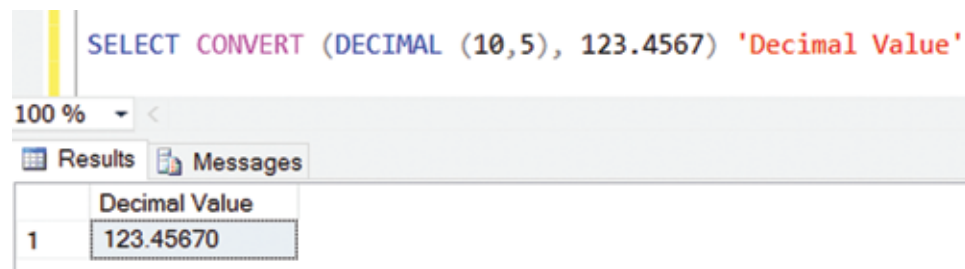 SELECT CONVERT (DECIMAL (10,5), 123.4567) 'Decimal Value'
100 %
Results Messages
Decimal Value
1 123.45670